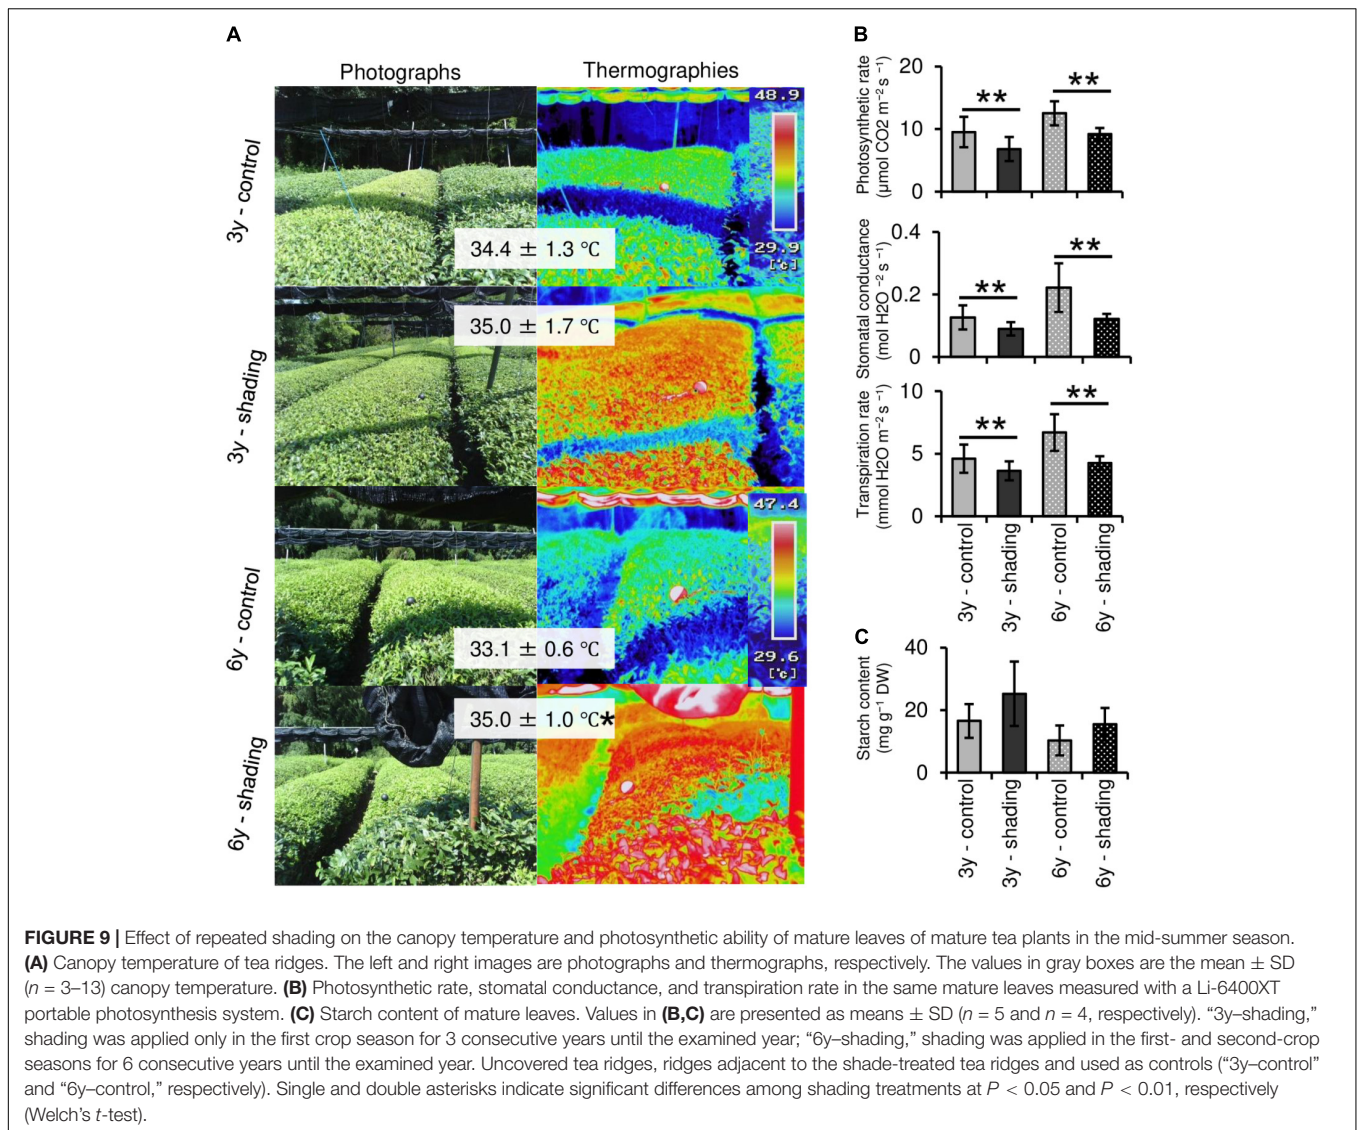 A
Photographs
Thermographies
3y - control
48.9
29.9
[°c]
34.4 ± 1.3 °C
3y - shading
35.0 ± 1.7 °C
6y - control
47.4
29.6
[°c]
33.1 ± 0.6 °C
6y - shading
35.0 ± 1.0 °C*
B
Photosynthetic rate
(μmol CO2 m⁻² s⁻¹)
20
10
0
**
**
Stomatal conductance
(mol H2O ⁻² s⁻¹)
0.4
0.2
0
**
**
Transpiration rate
(mmol H2O m⁻² s⁻¹)
10
5
0
**
**
3y - control
3y - shading
6y - control
6y - shading
C
Starch content
(mg g⁻¹ DW)
40
20
0
3y - control
3y - shading
6y - control
6y - shading
FIGURE 9 | Effect of repeated shading on the canopy temperature and photosynthetic ability of mature leaves of mature tea plants in the mid-summer season.
(A) Canopy temperature of tea ridges. The left and right images are photographs and thermographs, respectively. The values in gray boxes are the mean ± SD
(n = 3–13) canopy temperature. (B) Photosynthetic rate, stomatal conductance, and transpiration rate in the same mature leaves measured with a Li-6400XT
portable photosynthesis system. (C) Starch content of mature leaves. Values in (B,C) are presented as means ± SD (n = 5 and n = 4, respectively). “3y–shading,”
shading was applied only in the first crop season for 3 consecutive years until the examined year; “6y–shading,” shading was applied in the first- and second-crop
seasons for 6 consecutive years until the examined year. Uncovered tea ridges, ridges adjacent to the shade-treated tea ridges and used as controls (“3y–control”
and “6y–control,” respectively). Single and double asterisks indicate significant differences among shading treatments at P < 0.05 and P < 0.01, respectively
(Welch’s t-test).